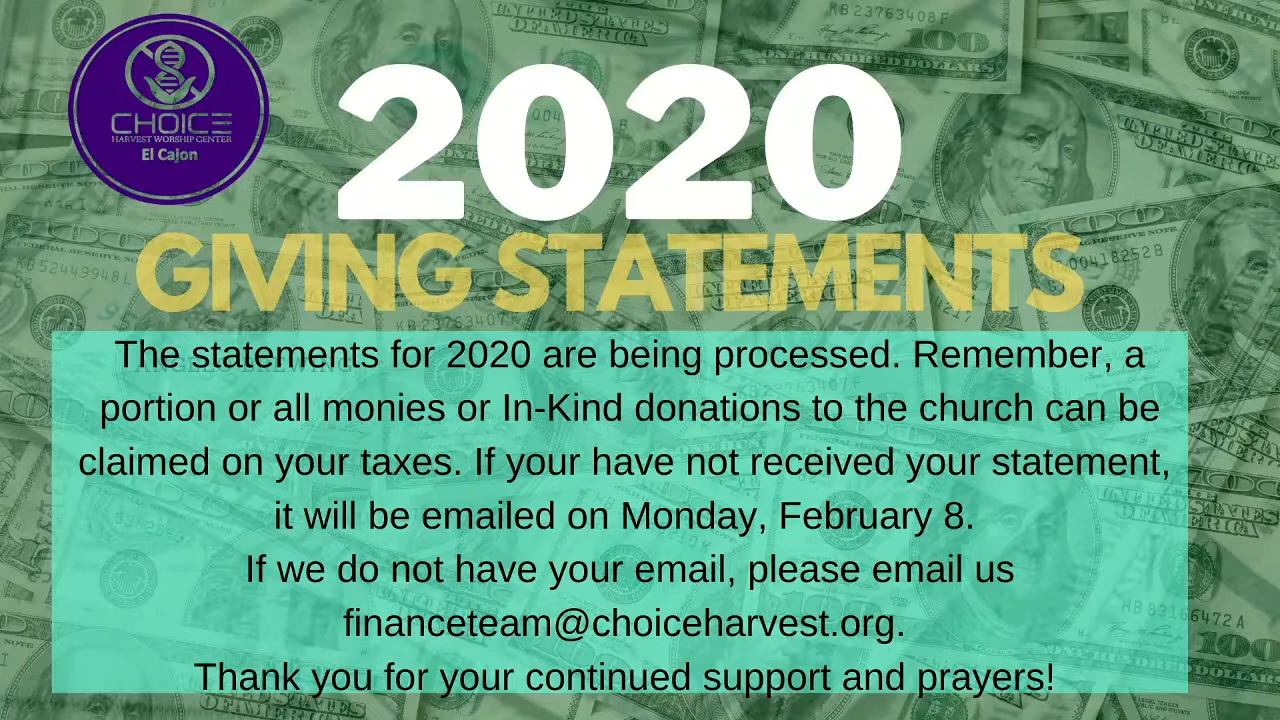 CHOICE
HARVEST WORSHIP CENTER
El Cajon
2020
GIVING STATEMENTS
The statements for 2020 are being processed. Remember, a
portion or all monies or In-Kind donations to the church can be
claimed on your taxes. If your have not received your statement,
it will be emailed on Monday, February 8.
If we do not have your email, please email us
financeteam@choiceharvest.org.
Thank you for your continued support and prayers!